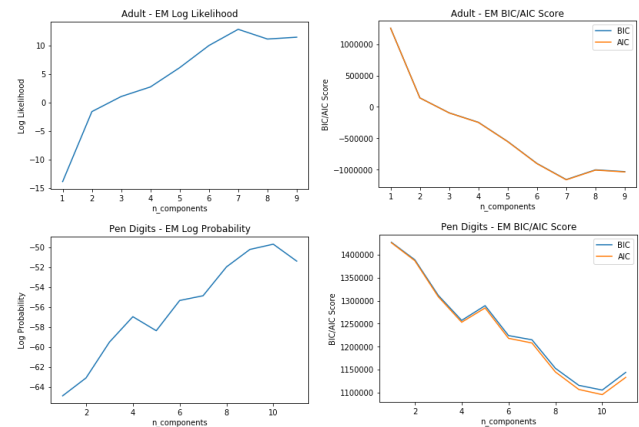 Adult - EM Log Likelihood
Log Likelihood
10
5
0
−5
−10
−15
1 2 3 4 5 6 7 8 9
n_components
Adult - EM BIC/AIC Score
BIC/AIC Score
1000000
500000
0
−500000
−1000000
BIC
AIC
1 2 3 4 5 6 7 8 9
n_components
Pen Digits - EM Log Probability
Log Probability
−50
−52
−54
−56
−58
−60
−62
−64
2 4 6 8 10
n_components
Pen Digits - EM BIC/AIC Score
BIC/AIC Score
1400000
1350000
1300000
1250000
1200000
1150000
1100000
BIC
AIC
2 4 6 8 10
n_components